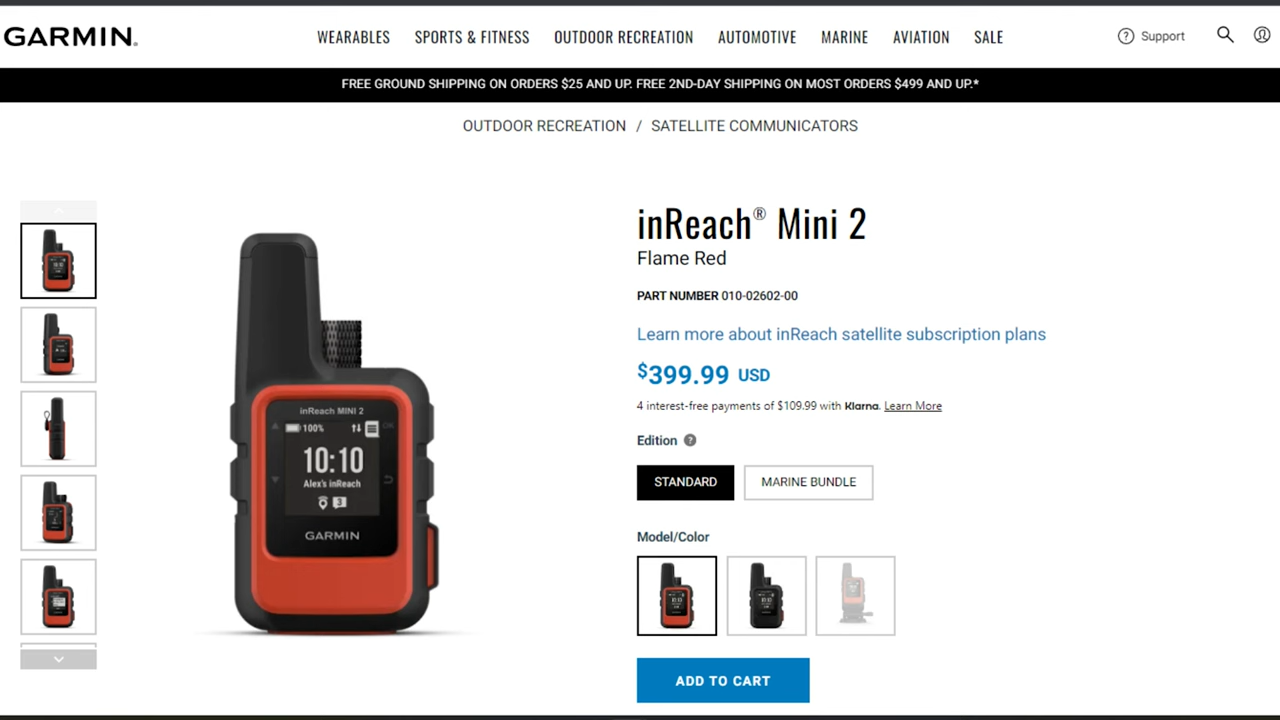 GARMIN.
WEARABLES SPORTS & FITNESS OUTDOOR RECREATION AUTOMOTIVE MARINE AVIATION SALE
? Support
FREE GROUND SHIPPING ON ORDERS $25 AND UP. FREE 2ND-DAY SHIPPING ON MOST ORDERS $499 AND UP.*
OUTDOOR RECREATION / SATELLITE COMMUNICATORS
inReach® Mini 2
Flame Red
PART NUMBER 010-02602-00
Learn more about inReach satellite subscription plans
$399.99 USD
4 interest-free payments of $109.99 with Klarna. Learn More
Edition ?
STANDARD MARINE BUNDLE
Model/Color
ADD TO CART
inReach MINI 2
100%
OK
10:10
Alex's inReach
3
GARMIN